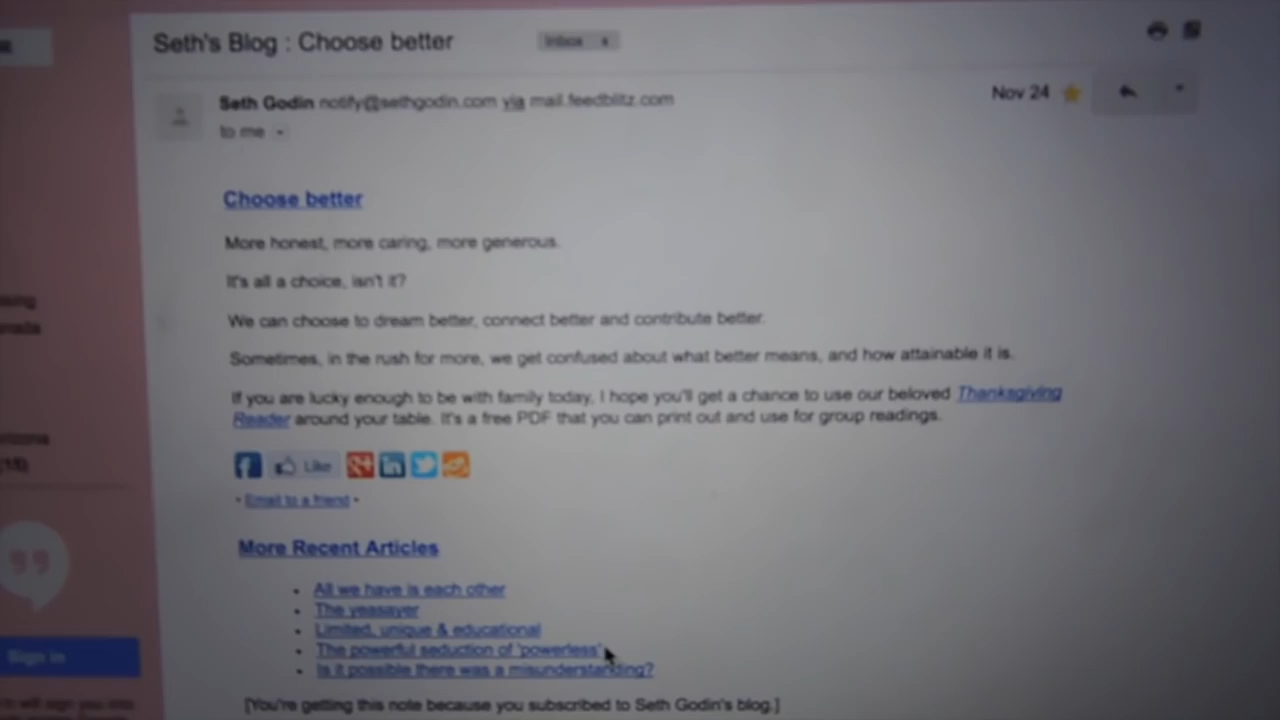 Seth's Blog : Choose better
Inbox x
Seth Godin notify@sethgodin.com via mail.feedblitz.com
Nov 24
to me
Choose better
More honest, more caring, more generous.
It's all a choice, isn't it?
We can choose to dream better, connect better and contribute better.
Sometimes, in the rush for more, we get confused about what better means, and how attainable it is.
If you are lucky enough to be with family today, I hope you'll get a chance to use our beloved Thanksgiving
Reader around your table. It's a free PDF that you can print out and use for group readings.
f Like g+ in
• Email to a friend •
More Recent Articles
• All we have is each other
• The yeasayer
• Limited, unique & educational
• The powerful seduction of 'powerless'
• Is it possible there was a misunderstanding?
Sign in
[You're getting this note because you subscribed to Seth Godin's blog.]